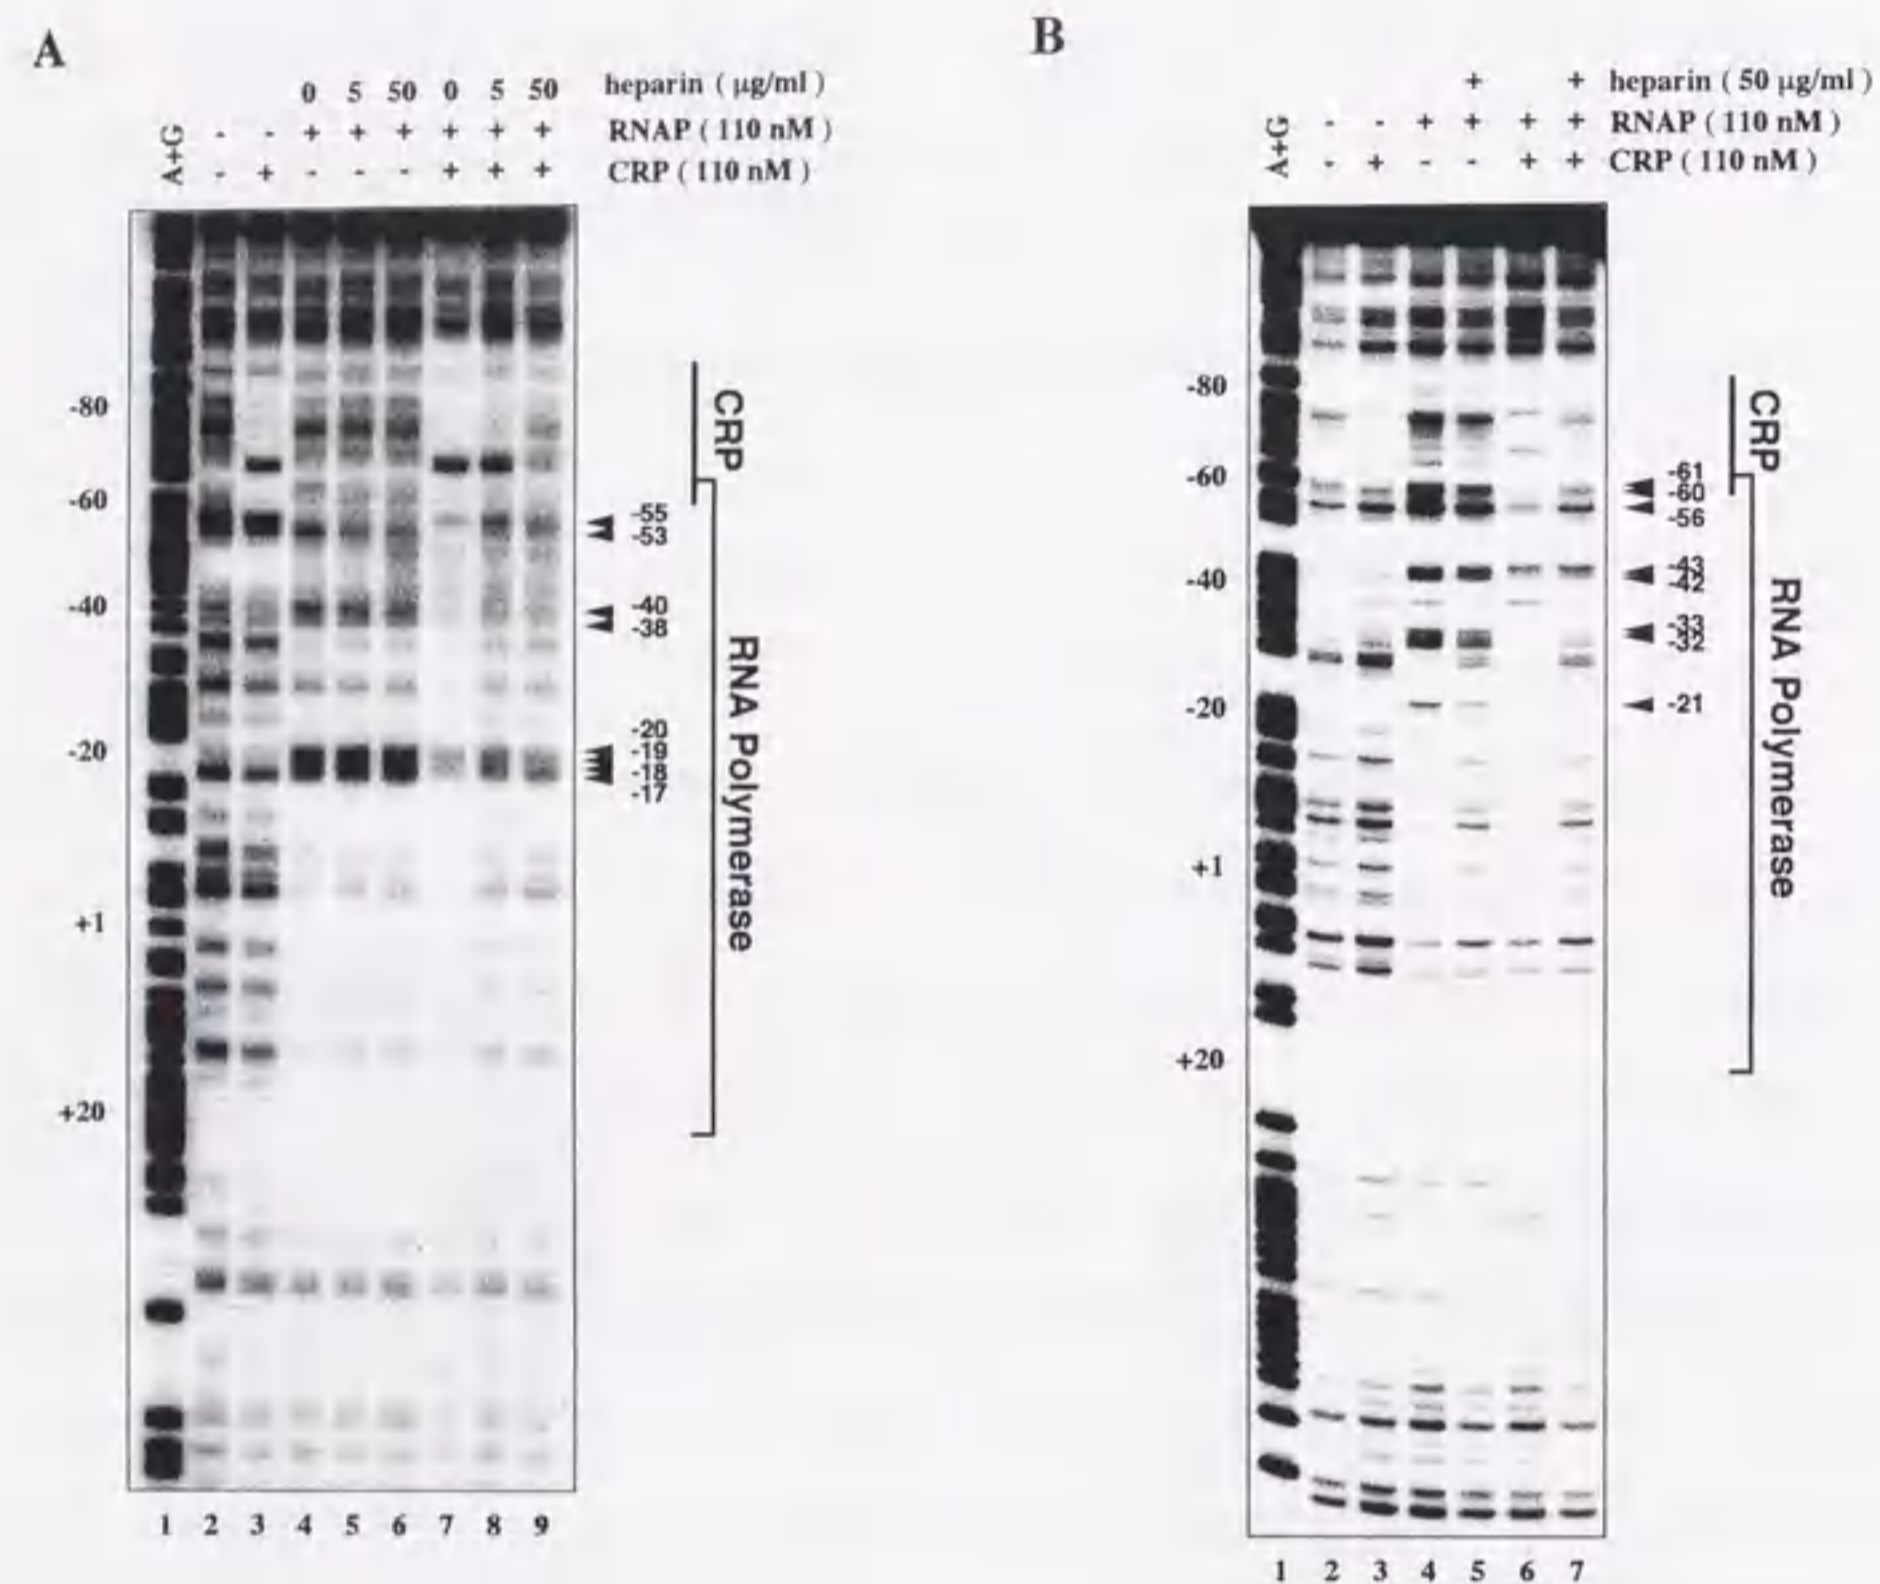 A
0 5 50 0 5 50 heparin ( µg/ml )
A+G - - + + + + + + RNAP ( 110 nM )
- + - - - + + + CRP ( 110 nM )
-80
-60
-40
-20
+1
+20
CRP
RNA Polymerase
-55
-53
-40
-38
-20
-19
-18
-17
1 2 3 4 5 6 7 8 9
B
+ + heparin ( 50 µg/ml )
A+G - - + + + + RNAP ( 110 nM )
- + - - + + CRP ( 110 nM )
-80
-60
-40
-20
+1
+20
CRP
RNA Polymerase
-61
-60
-56
-43
-42
-33
-32
-21
1 2 3 4 5 6 7